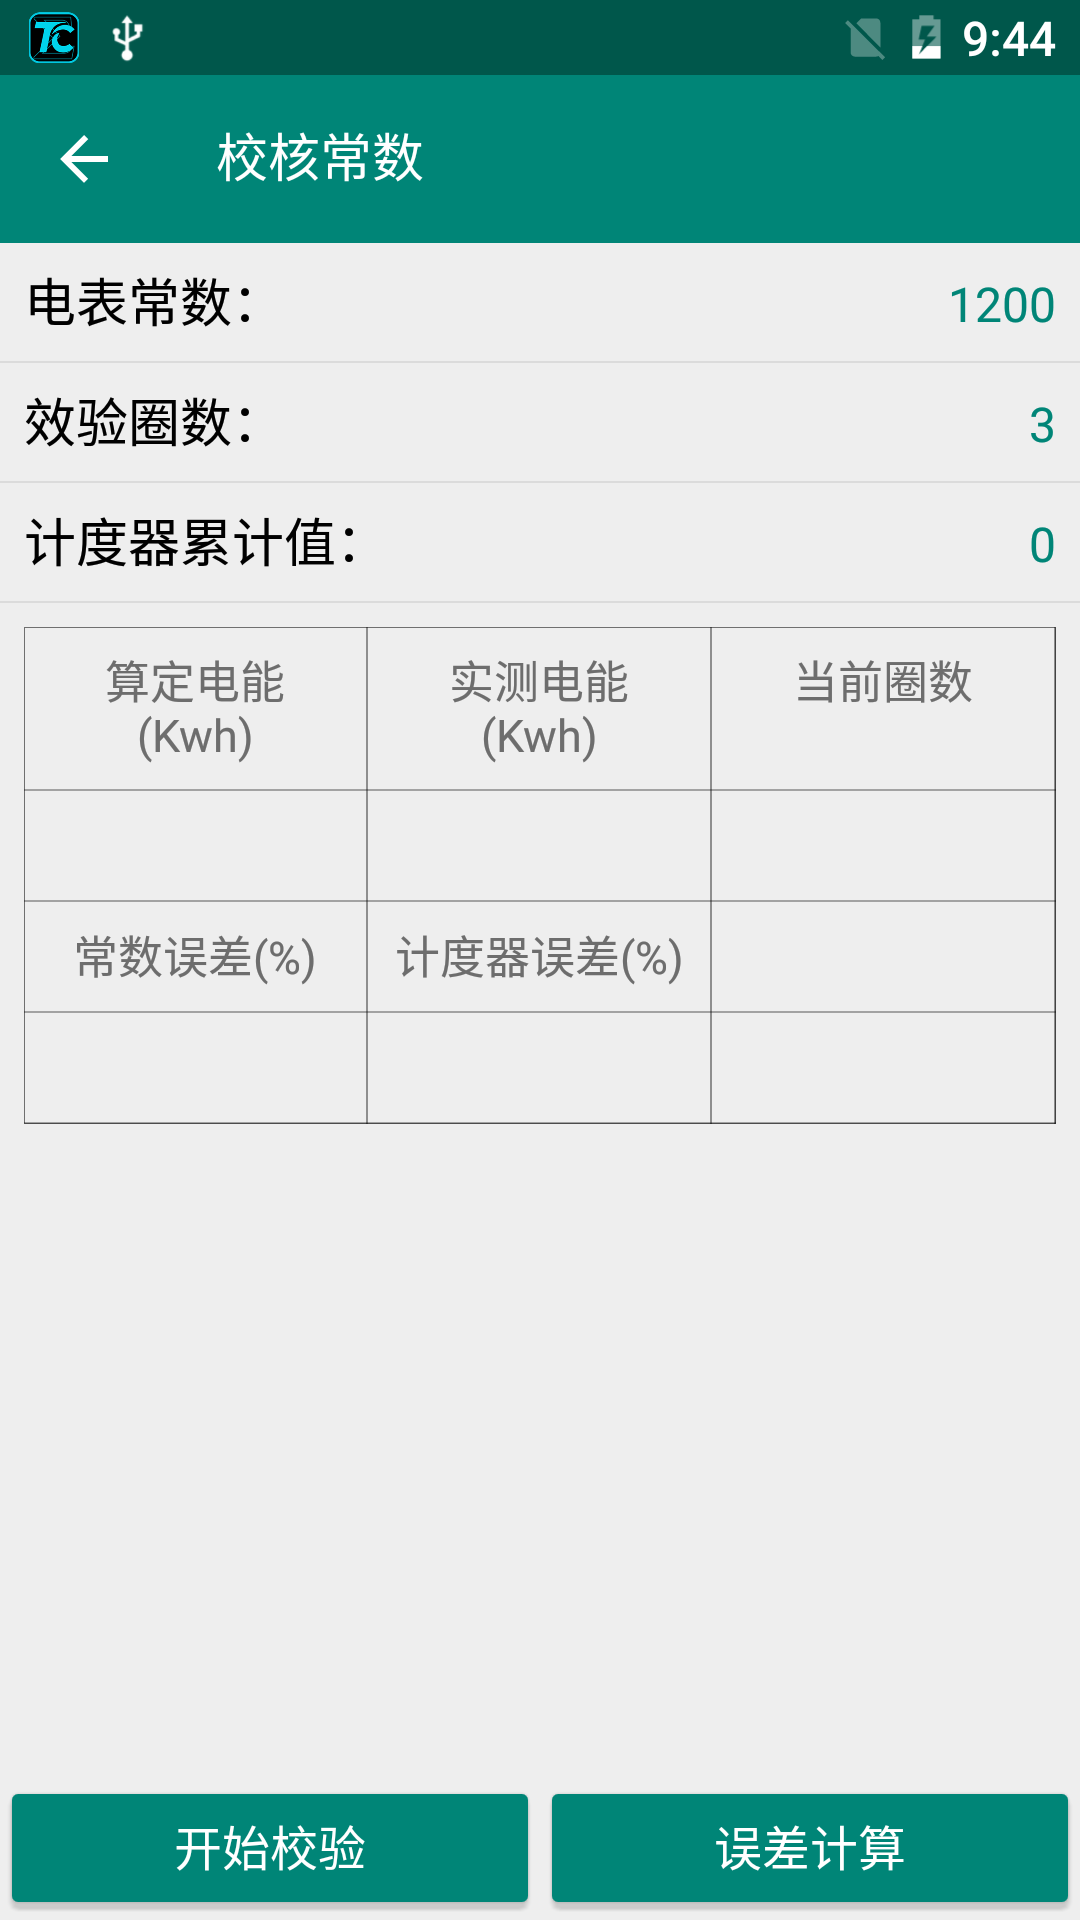 TC
9:44
校核常数
电表常数：
1200
效验圈数：
3
计度器累计值：
0
算定电能
(Kwh)
实测电能
(Kwh)
当前圈数
常数误差(%)
计度器误差(%)
开始校验
误差计算